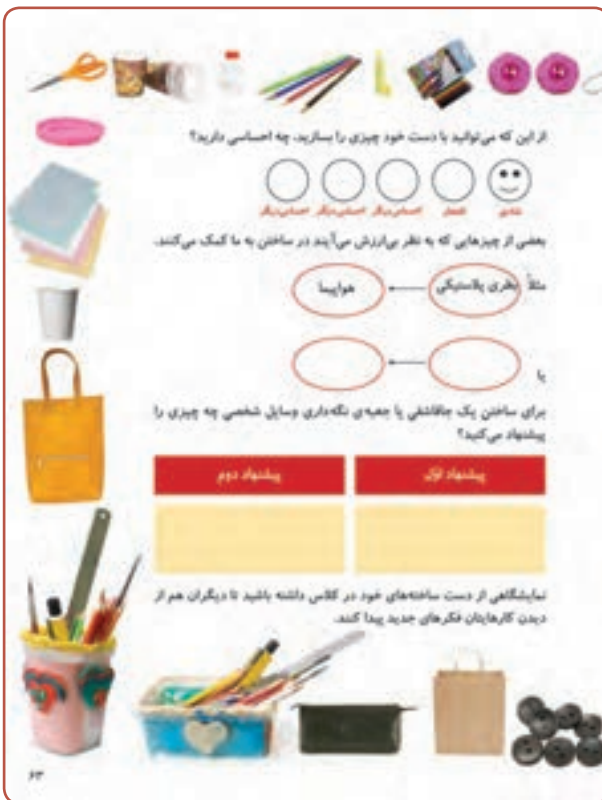 از این که می‌توانید با دست خود چیزی را بسازید، چه احساسی دارید؟
شادی
احساس دیگر
احساس دیگر
احساس دیگر
بعضی از چیزهایی که به نظر بی‌ارزش می‌آیند در ساختن به ما کمک می‌کنند.
مثلاً بطری پلاستیکی هواپیما
یا
برای ساختن یک جاقاشقی یا جعبه‌ی نگه‌داری وسایل شخصی چه چیزی را
پیشنهاد می‌کنید؟
پیشنهاد اوّل پیشنهاد دوم
نمایشگاهی از دست ساخته‌های خود در کلاس داشته باشید تا دیگران هم از
دیدن کارهایتان فکرهای جدید پیدا کنند.
۶۳